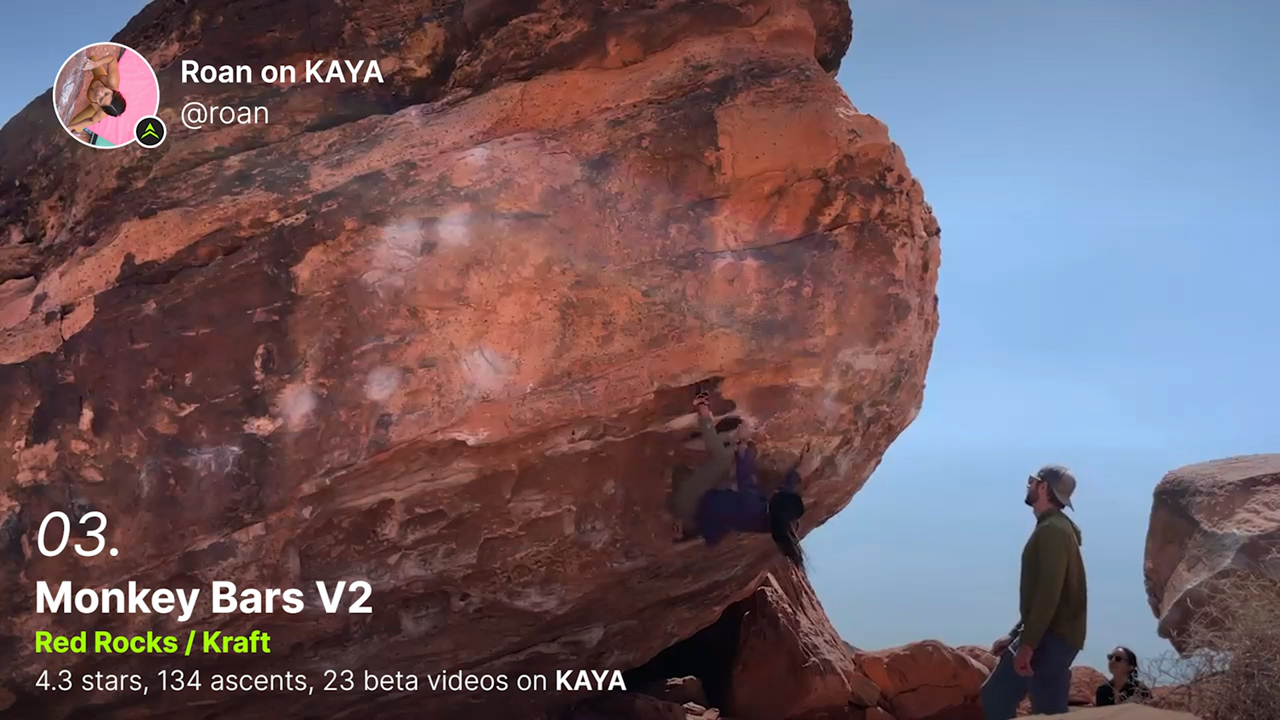 Roan on KAYA
@roan
03.
Monkey Bars V2
Red Rocks / Kraft
4.3 stars, 134 ascents, 23 beta videos on KAYA